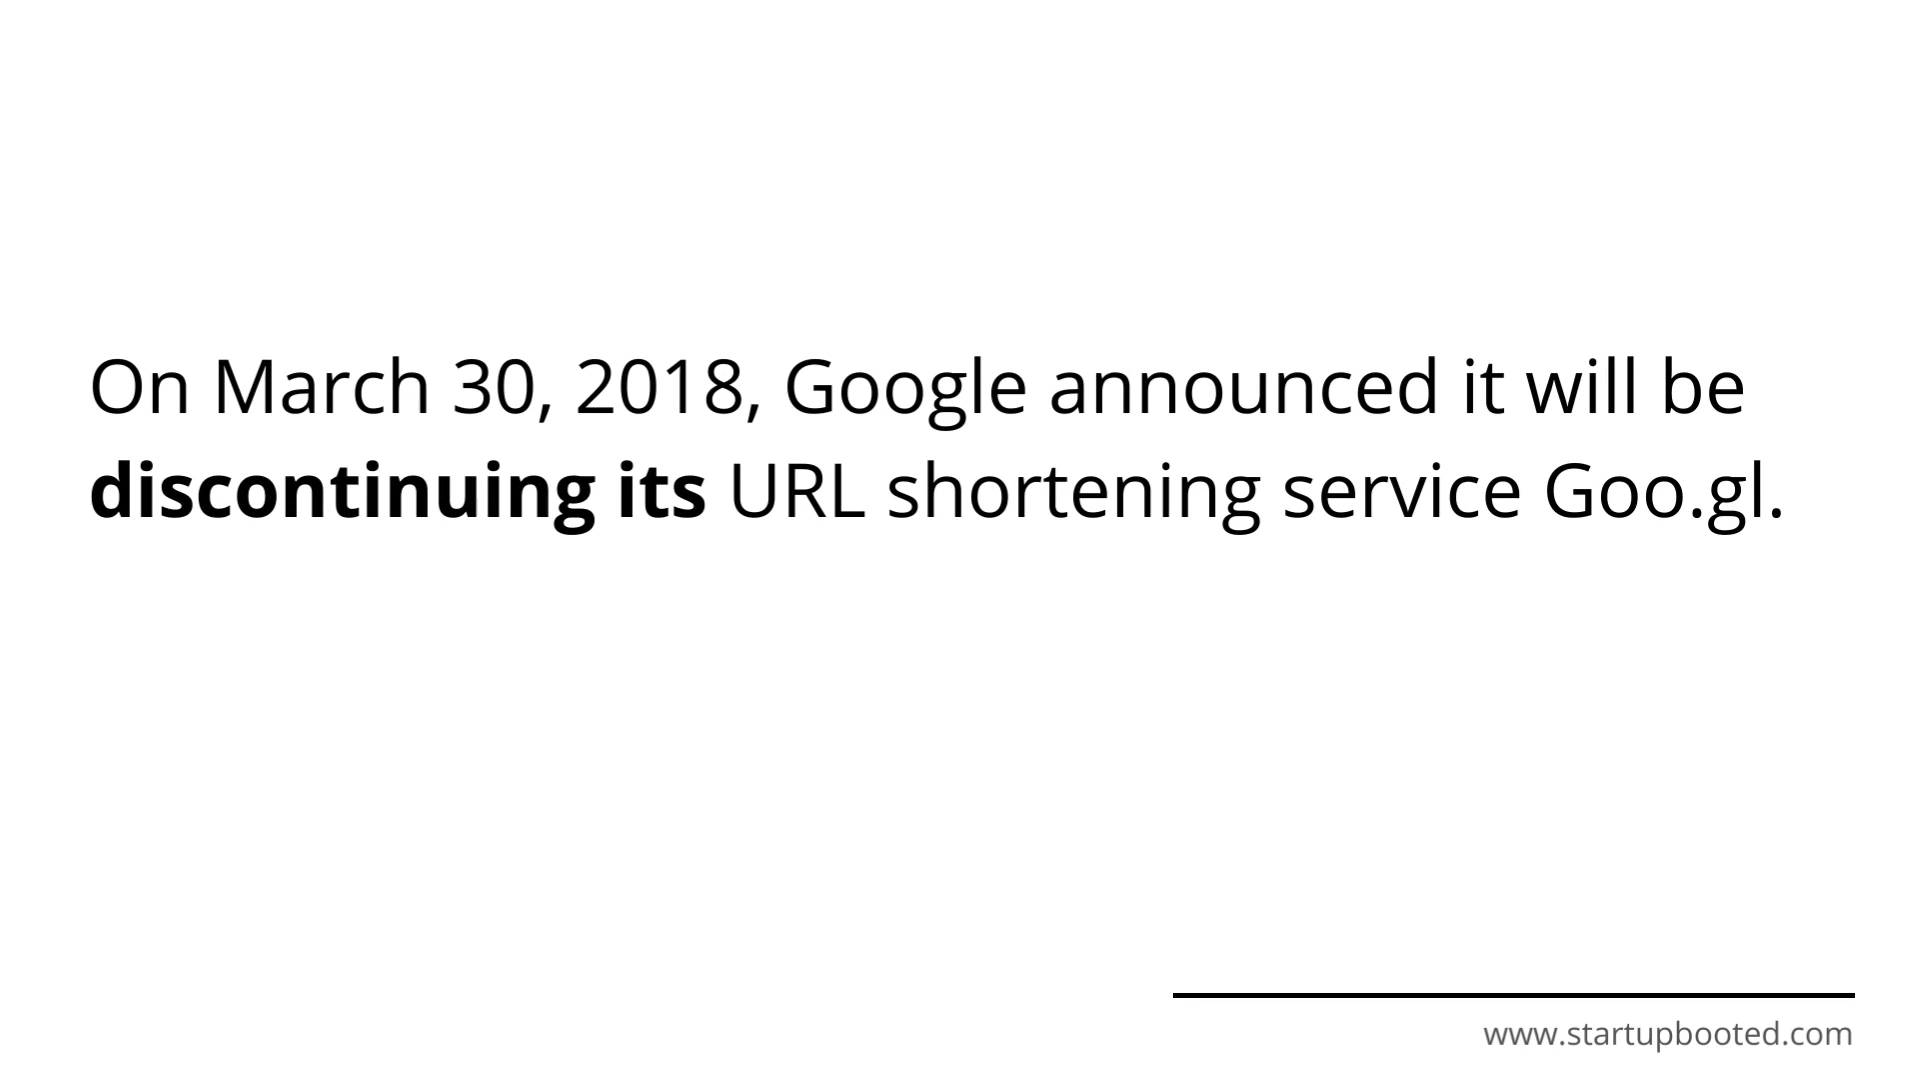 On March 30, 2018, Google announced it will be
discontinuing its URL shortening service Goo.gl.
www.startupbooted.com